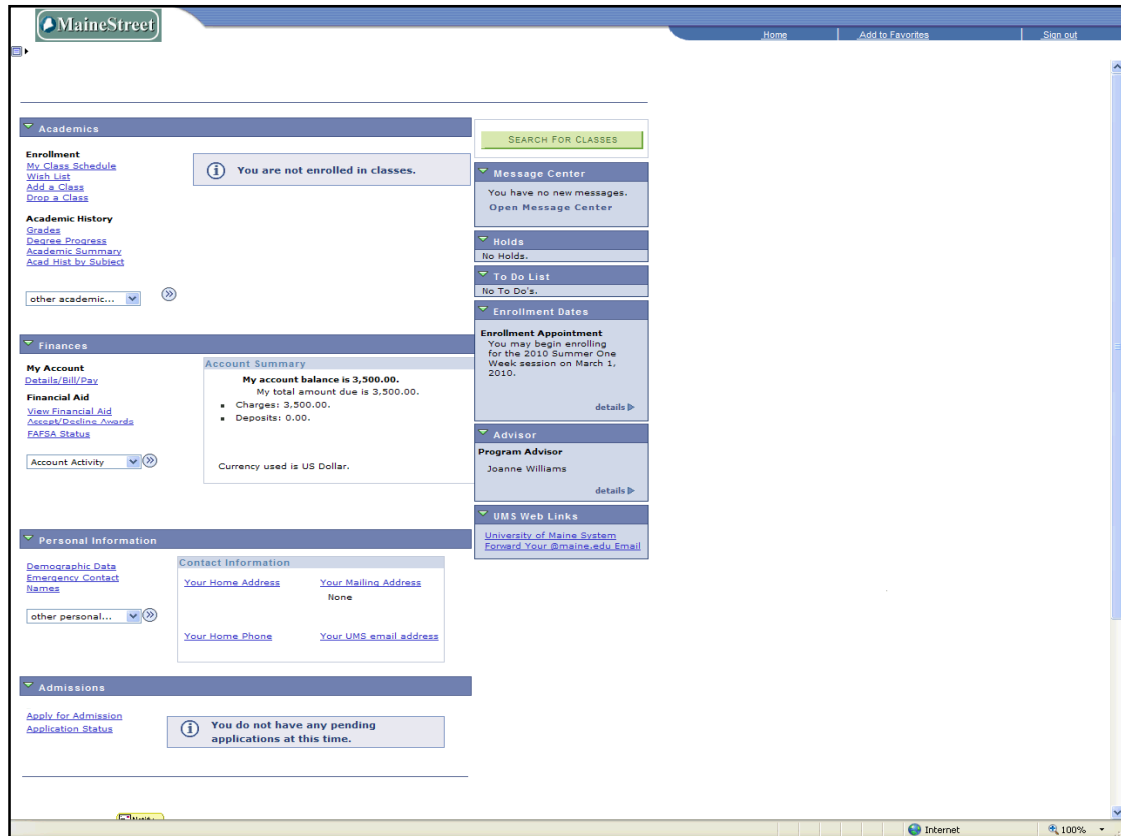 MaineStreet
Home
Add to Favorites
Sign out
Academics
Enrollment
My Class Schedule
Wish List
Add a Class
Drop a Class
You are not enrolled in classes.
Academic History
Grades
Degree Progress
Academic Summary
Acad Hist by Subject
other academic...
Finances
My Account
Details/Bill/Pay
Financial Aid
View Financial Aid
Accept/Decline Awards
FAFSA Status
Account Activity
Account Summary
My account balance is 3,500.00.
My total amount due is 3,500.00.
Charges: 3,500.00.
Deposits: 0.00.
Currency used is US Dollar.
Personal Information
Demographic Data
Emergency Contact
Names
other personal...
Contact Information
Your Home Address
Your Mailing Address
None
Your Home Phone
Your UMS email address
Admissions
Apply for Admission
Application Status
You do not have any pending
applications at this time.
SEARCH FOR CLASSES
Message Center
You have no new messages.
Open Message Center
Holds
No Holds.
To Do List
No To Do's.
Enrollment Dates
Enrollment Appointment
You may begin enrolling
for the 2010 Summer One
Week session on March 1,
2010.
details
Advisor
Program Advisor
Joanne Williams
details
UMS Web Links
University of Maine System
Forward Your @maine.edu Email
Notify
Internet
100%